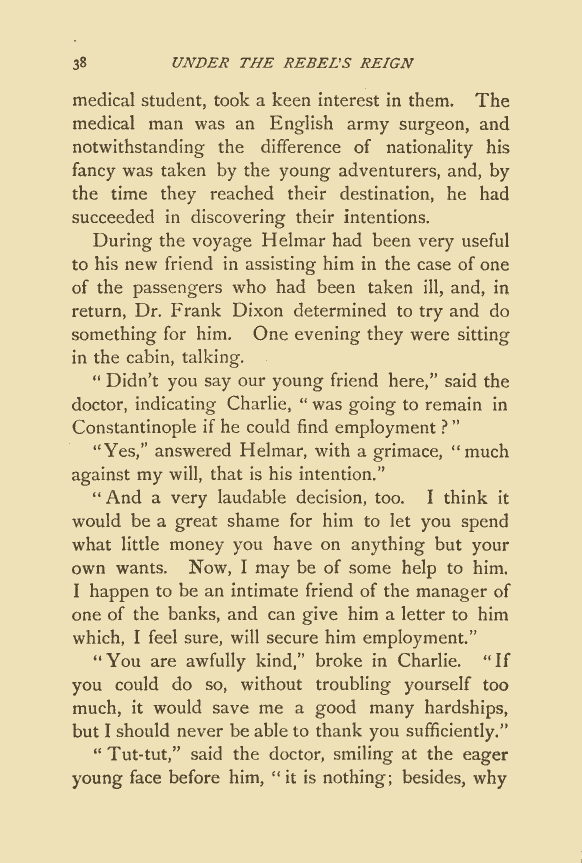 38 UNDER THE REBEL'S REIGN
medical student, took a keen interest in them. The
medical man was an English army surgeon, and
notwithstanding the difference of nationality his
fancy was taken by the young adventurers, and, by
the time they reached their destination, he had
succeeded in discovering their intentions.
During the voyage Helmar had been very useful
to his new friend in assisting him in the case of one
of the passengers who had been taken ill, and, in
return, Dr. Frank Dixon determined to try and do
something for him. One evening they were sitting
in the cabin, talking.
“Didn’t you say our young friend here,” said the
doctor, indicating Charlie, “was going to remain in
Constantinople if he could find employment?”
“Yes,” answered Helmar, with a grimace, “much
against my will, that is his intention.”
“And a very laudable decision, too. I think it
would be a great shame for him to let you spend
what little money you have on anything but your
own wants. Now, I may be of some help to him.
I happen to be an intimate friend of the manager of
one of the banks, and can give him a letter to him
which, I feel sure, will secure him employment.”
“You are awfully kind,” broke in Charlie. “If
you could do so, without troubling yourself too
much, it would save me a good many hardships,
but I should never be able to thank you sufficiently.”
“Tut-tut,” said the doctor, smiling at the eager
young face before him, “it is nothing; besides, why